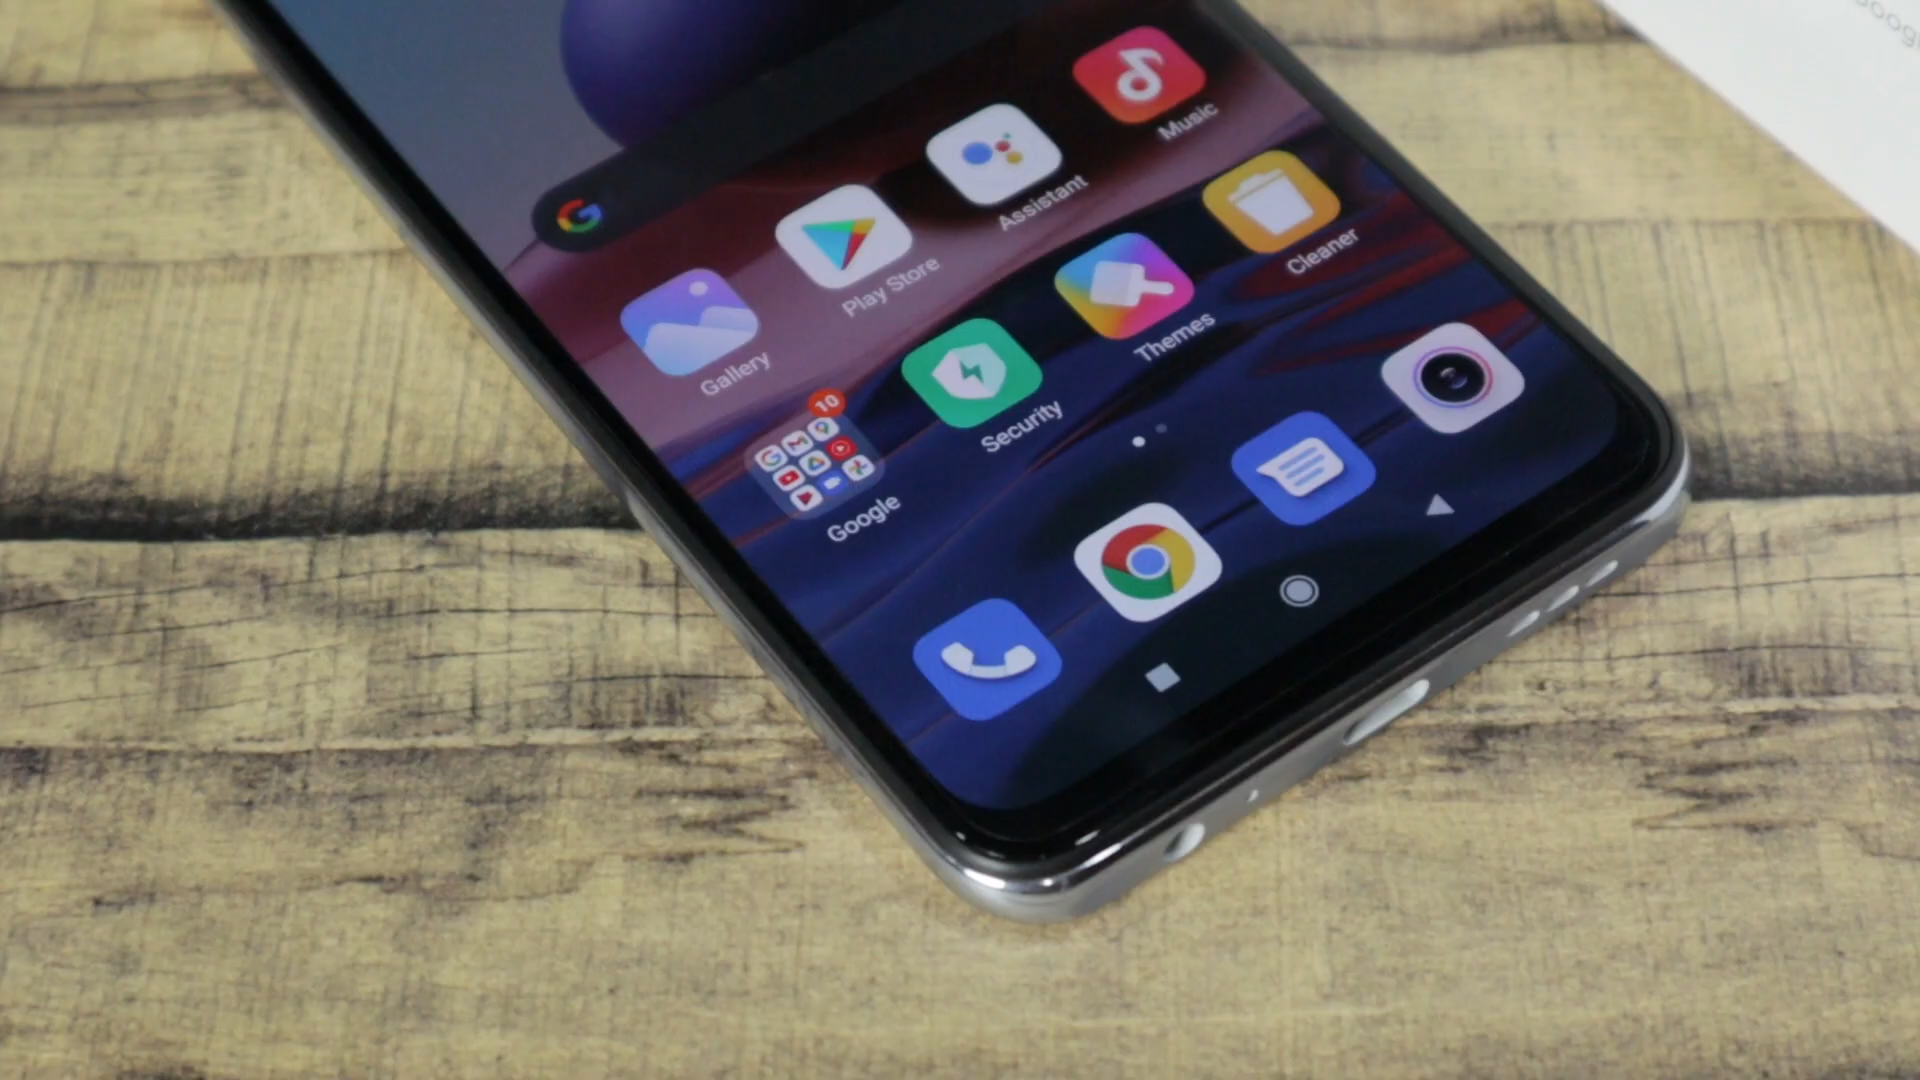 Gallery
Play Store
Assistant
Music
10
Google
Security
Themes
Cleaner